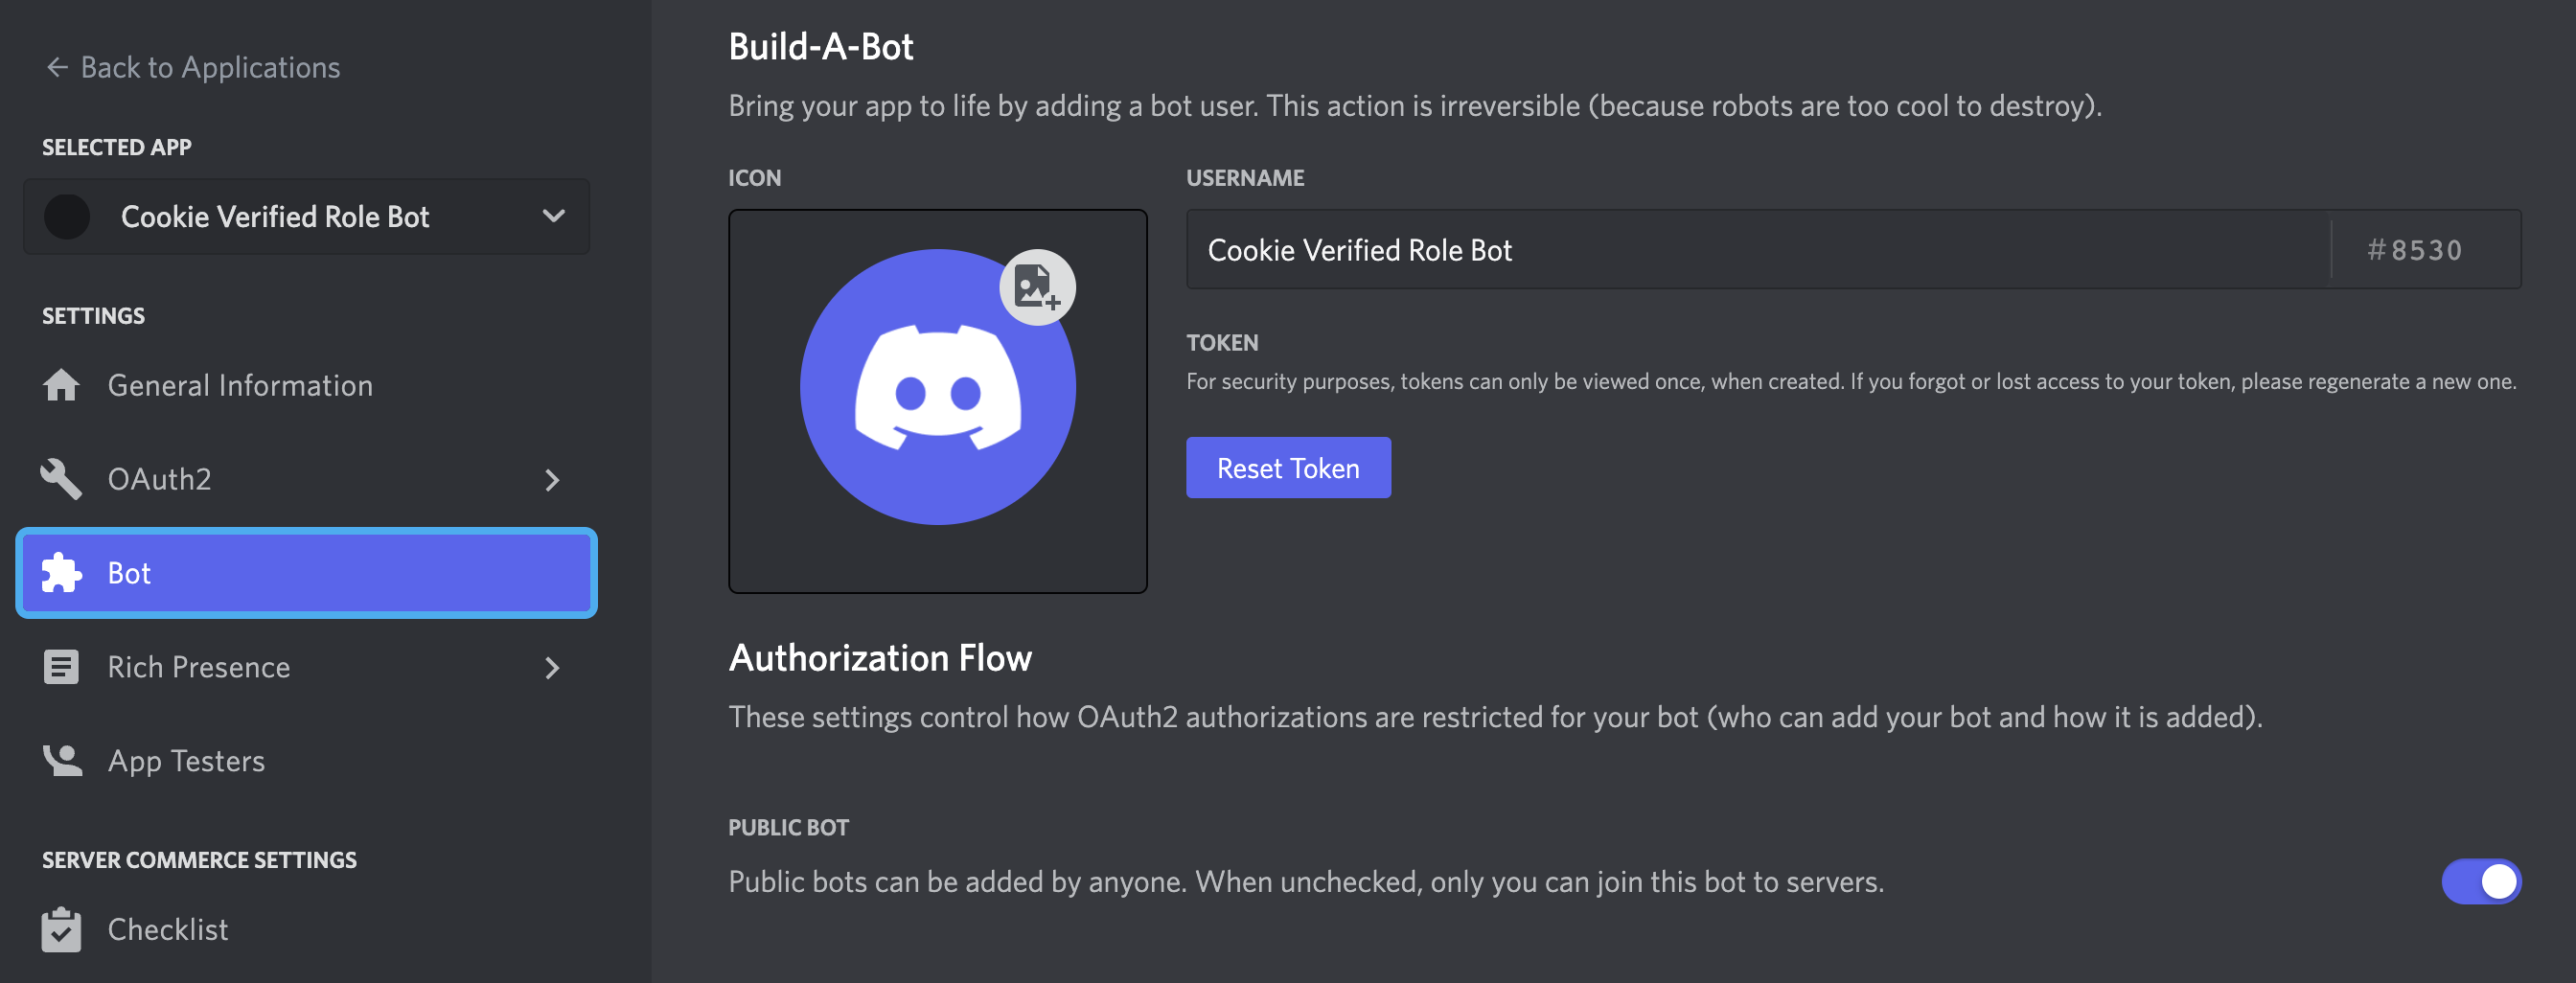 Back to Applications
SELECTED APP
Cookie Verified Role Bot
SETTINGS
General Information
OAuth2
Bot
Rich Presence
App Testers
SERVER COMMERCE SETTINGS
Checklist
Build-A-Bot
Bring your app to life by adding a bot user. This action is irreversible (because robots are too cool to destroy).
ICON
USERNAME
Cookie Verified Role Bot
#8530
TOKEN
For security purposes, tokens can only be viewed once, when created. If you forgot or lost access to your token, please regenerate a new one.
Reset Token
Authorization Flow
These settings control how OAuth2 authorizations are restricted for your bot (who can add your bot and how it is added).
PUBLIC BOT
Public bots can be added by anyone. When unchecked, only you can join this bot to servers.